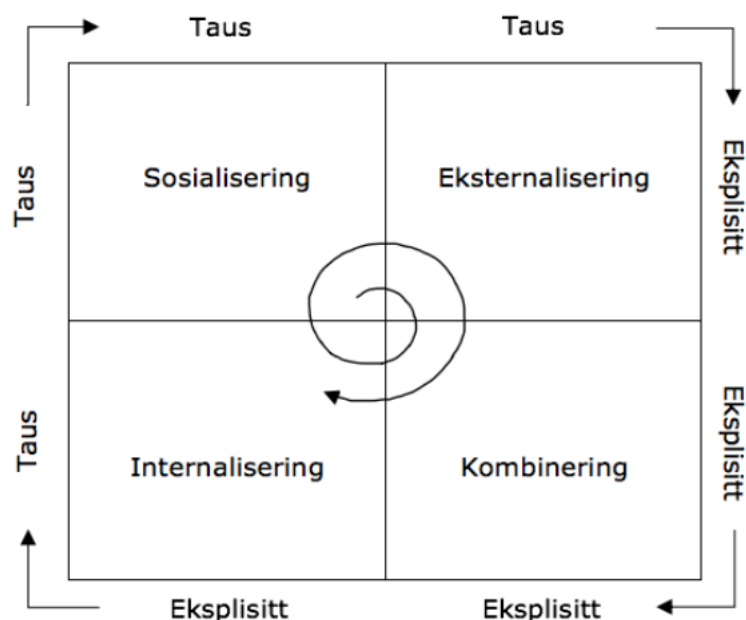 Taus
Taus
Taus
Eksplisitt
Sosialisering
Eksternalisering
Taus
Eksplisitt
Internalisering
Kombinering
Eksplisitt
Eksplisitt